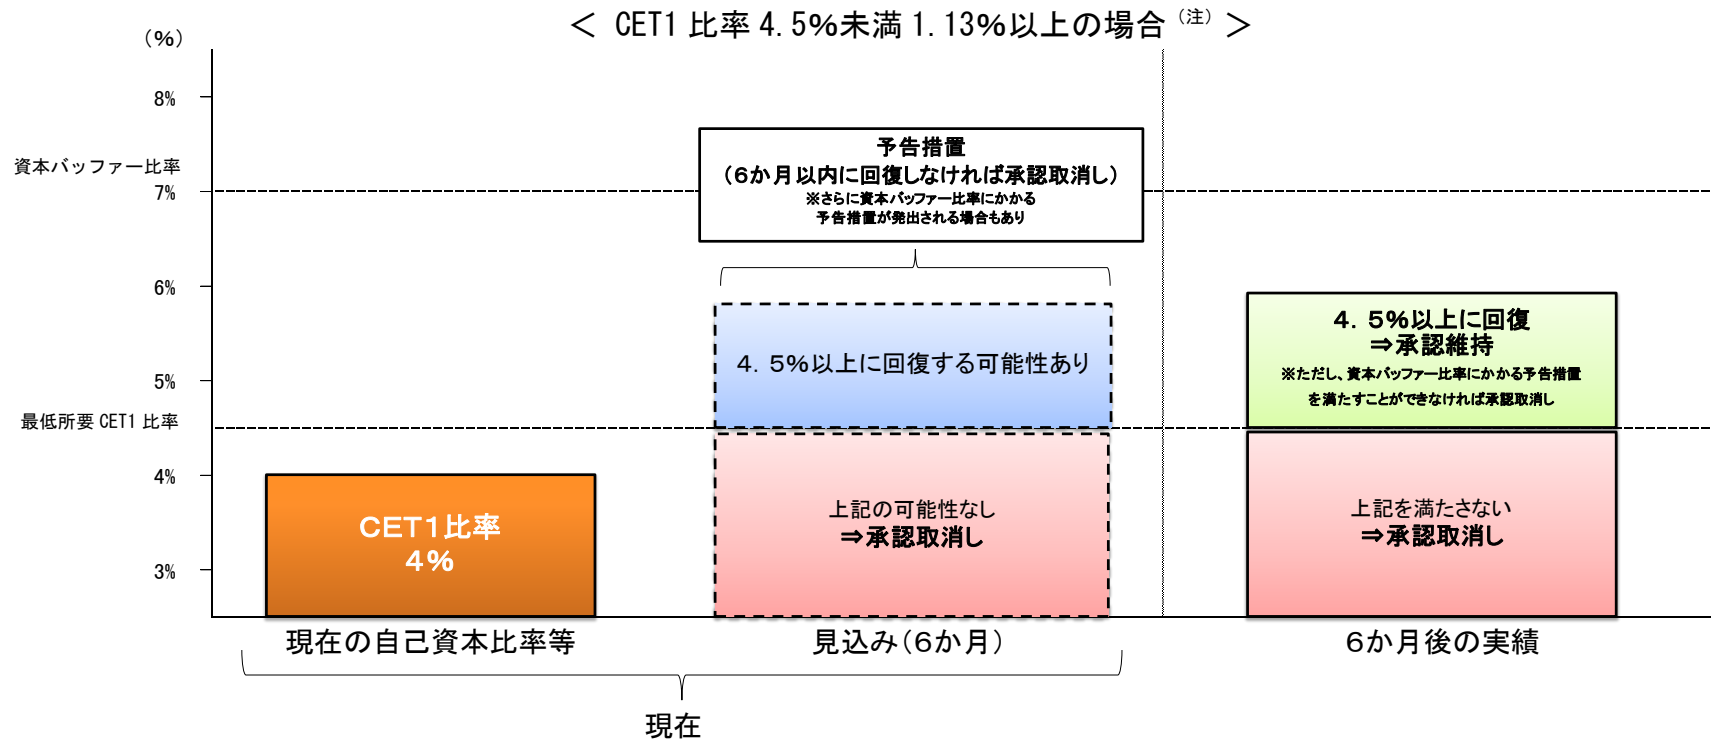 ＜ CET1 比率 4.5%未満 1.13%以上の場合（注）＞
（%）
8%
資本バッファー比率
7%
6%
5%
最低所要 CET1 比率
4%
3%
予告措置
（６か月以内に回復しなければ承認取消し）
※さらに資本バッファー比率にかかる
予告措置が発出される場合もあり
４．５％以上に回復する可能性あり
上記の可能性なし
⇒承認取消し
４．５％以上に回復
⇒承認維持
※ただし、資本バッファー比率にかかる予告措置
を満たすことができなければ承認取消し
上記を満たさない
⇒承認取消し
ＣＥＴ１比率
４％
現在の自己資本比率等
見込み（６か月）
６か月後の実績
現在